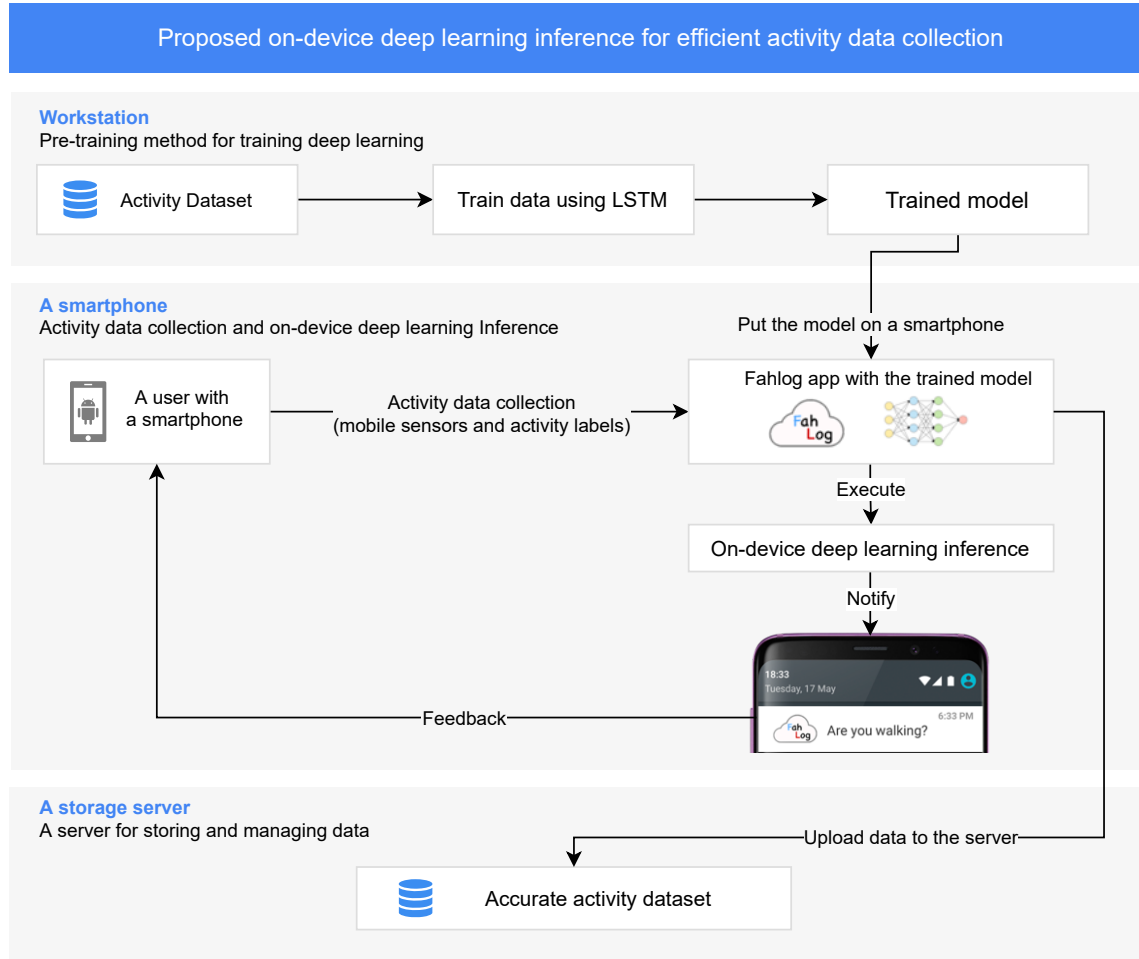 Proposed on-device deep learning inference for efficient activity data collection
Workstation
Pre-training method for training deep learning
Activity Dataset
Train data using LSTM
Trained model
A smartphone
Activity data collection and on-device deep learning Inference
Put the model on a smartphone
A user with
a smartphone
Activity data collection
(mobile sensors and activity labels)
Fahlog app with the trained model
Fah
Log
Execute
On-device deep learning inference
Notify
18:33
Tuesday, 17 May
6:33 PM
Fah
Log
Are you walking?
Feedback
A storage server
A server for storing and managing data
Upload data to the server
Accurate activity dataset